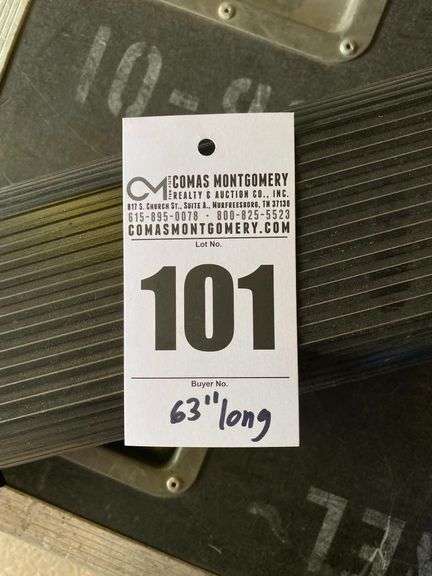 CM COMAS MONTGOMERY
REALTY & AUCTION CO., INC.
817 S. CHURCH ST., SUITE A., MURFREESBORO, TN 37130
615-895-0078 · 800-825-5523
COMASMONTGOMERY.COM
Lot No.
101
Buyer No.
63" long